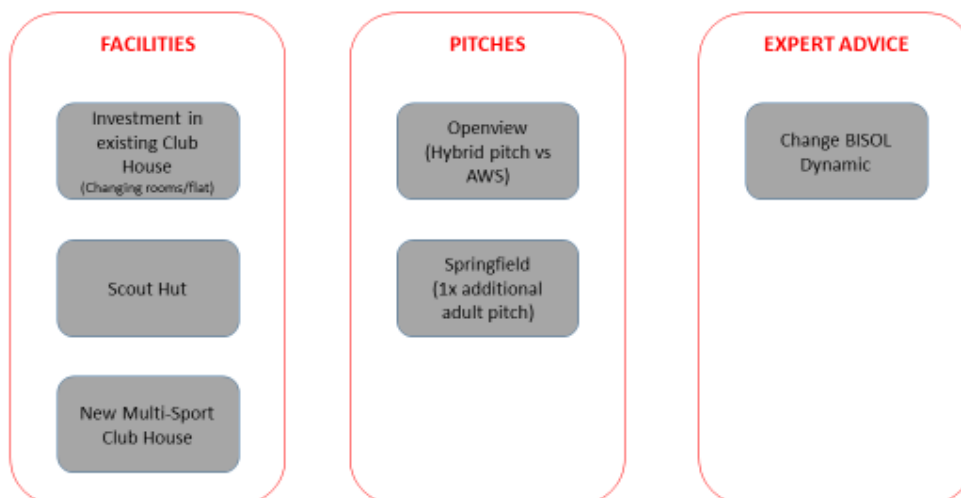 FACILITIES
Investment in
existing Club
House
(Changing rooms/flat)
Scout Hut
New Multi-Sport
Club House
PITCHES
Openview
(Hybrid pitch vs
AWS)
Springfield
(1x additional
adult pitch)
EXPERT ADVICE
Change BISOL
Dynamic